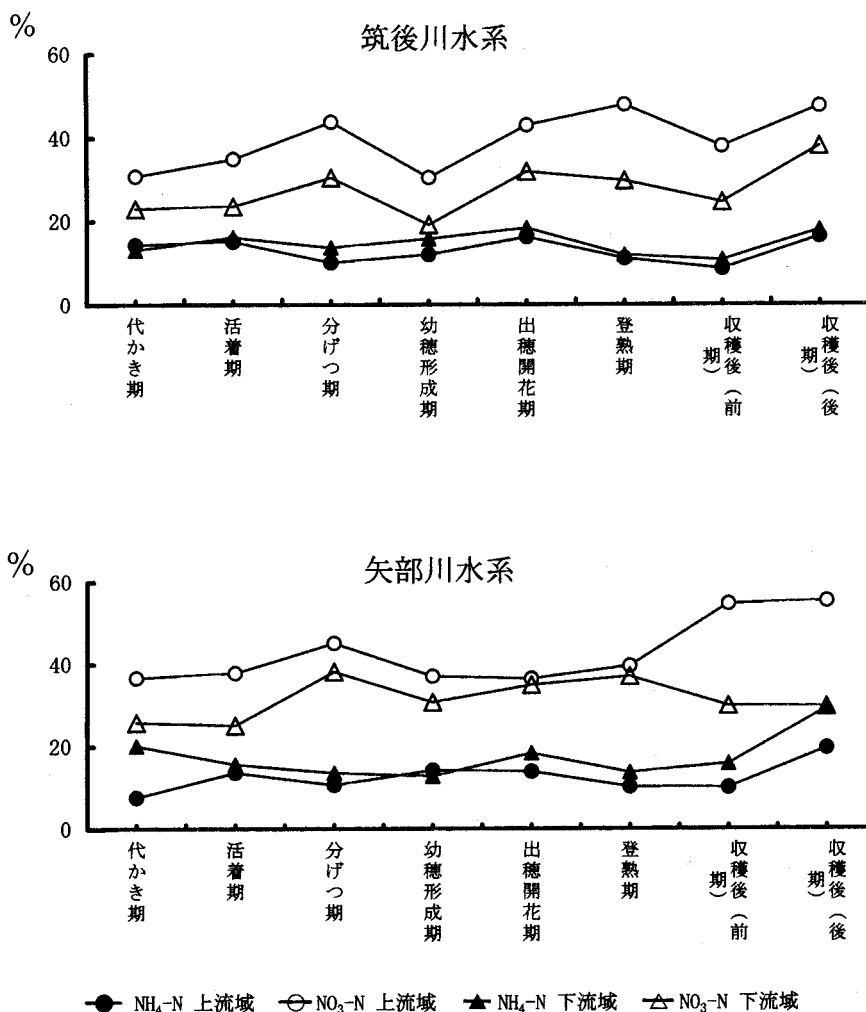 %
筑後川水系
60
40
20
0
代かき期
活着期
分げつ期
幼穂形成期
出穂開花期
登熟期
収穫後（前期）
収穫後（後期）
%
矢部川水系
60
40
20
0
代かき期
活着期
分げつ期
幼穂形成期
出穂開花期
登熟期
収穫後（前期）
収穫後（後期）
NH₄-N 上流域 NO₃-N 上流域 NH₄-N 下流域 NO₃-N 下流域